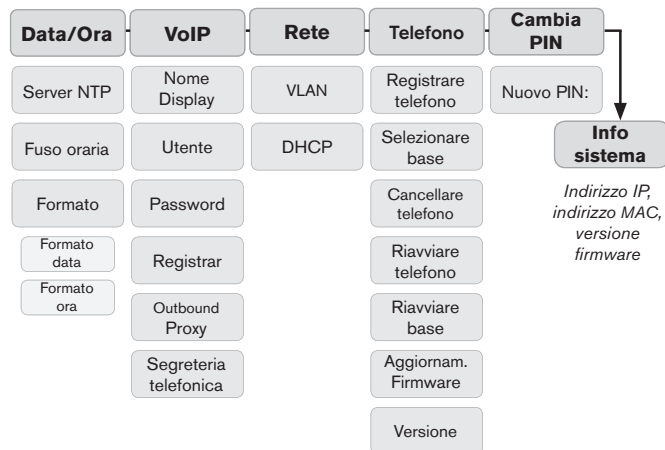 Data/Ora
VoIP
Rete
Telefono
Cambia
PIN
Server NTP
Nome
Display
VLAN
Registrare
telefono
Nuovo PIN:
Fuso oraria
Utente
DHCP
Selezionare
base
Info
sistema
Formato
Password
Cancellare
telefono
Indirizzo IP,
indirizzo MAC,
versione
firmware
Formato
data
Registrar
Riavviare
telefono
Formato
ora
Outbound
Proxy
Riavviare
base
Segreteria
telefonica
Aggiornam.
Firmware
Versione